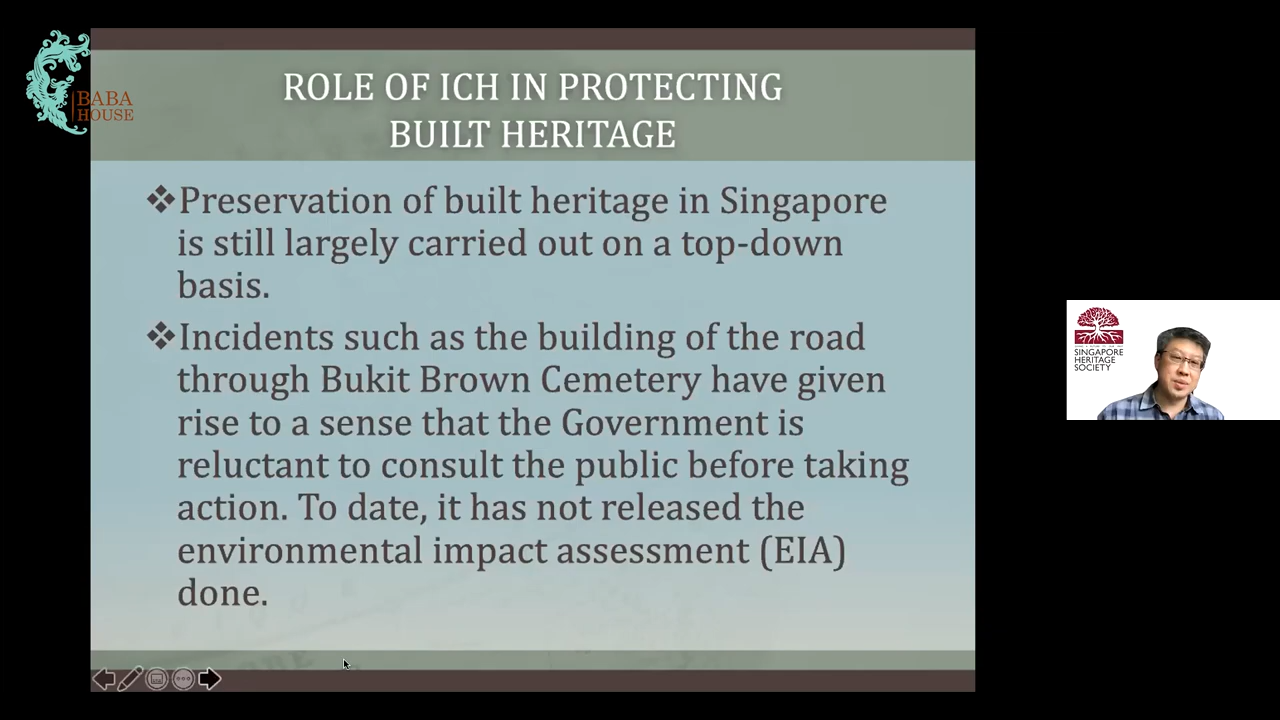 BABA
HOUSE
ROLE OF ICH IN PROTECTING
BUILT HERITAGE
❖Preservation of built heritage in Singapore
is still largely carried out on a top-down
basis.
❖Incidents such as the building of the road
through Bukit Brown Cemetery have given
rise to a sense that the Government is
reluctant to consult the public before taking
action. To date, it has not released the
environmental impact assessment (EIA)
done.
SINGAPORE
HERITAGE
SOCIETY